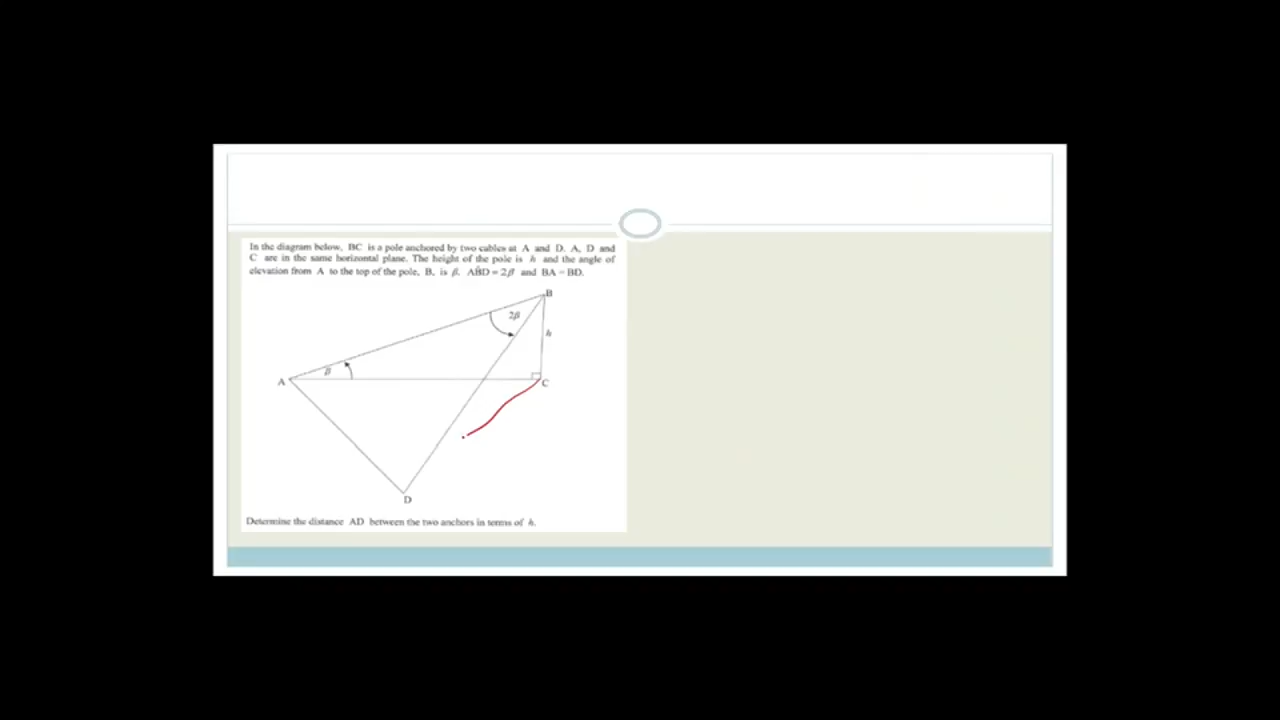 In the diagram below, BC is a pole anchored by two cables at A and D. A, D and
C are in the same horizontal plane. The height of the pole is h and the angle of
elevation from A to the top of the pole, B, is β. AB̂D = 2β and BA = BD.
B
2β
h
A
β
C
D
Determine the distance AD between the two anchors in terms of h.